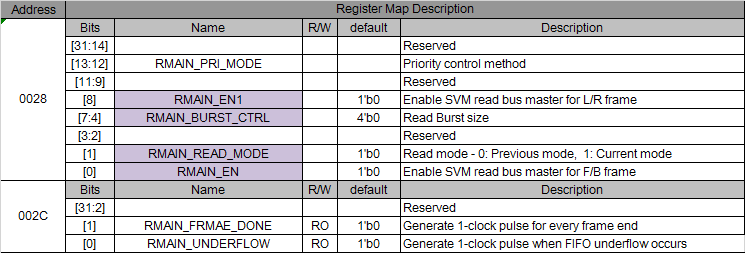 Address Register Map Description
Bits Name R/W default Description
[31:14] Reserved
[13:12] RMAIN_PRI_MODE Priority control method
[11:9] Reserved
0028
[8] RMAIN_EN1 1'b0 Enable SVM read bus master for L/R frame
[7:4] RMAIN_BURST_CTRL 4'b0 Read Burst size
[3:2] Reserved
[1] RMAIN_READ_MODE 1'b0 Read mode - 0: Previous mode, 1: Current mode
[0] RMAIN_EN 1'b0 Enable SVM read bus master for F/B frame
Bits Name R/W default Description
002C
[31:2] Reserved
[1] RMAIN_FRMAE_DONE RO 1'b0 Generate 1-clock pulse for every frame end
[0] RMAIN_UNDERFLOW RO 1'b0 Generate 1-clock pulse when FIFO underflow occurs